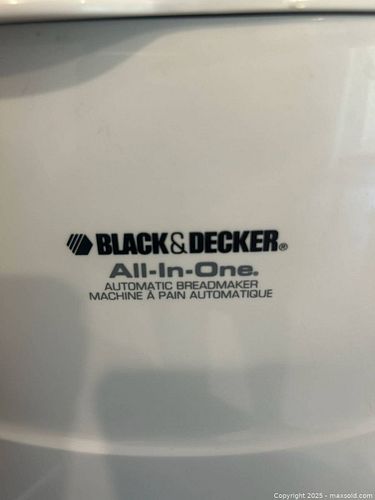 BLACK&DECKER®
All-In-One.
AUTOMATIC BREADMAKER
MACHINE À PAIN AUTOMATIQUE
Copyright 2025 - maxsold.com